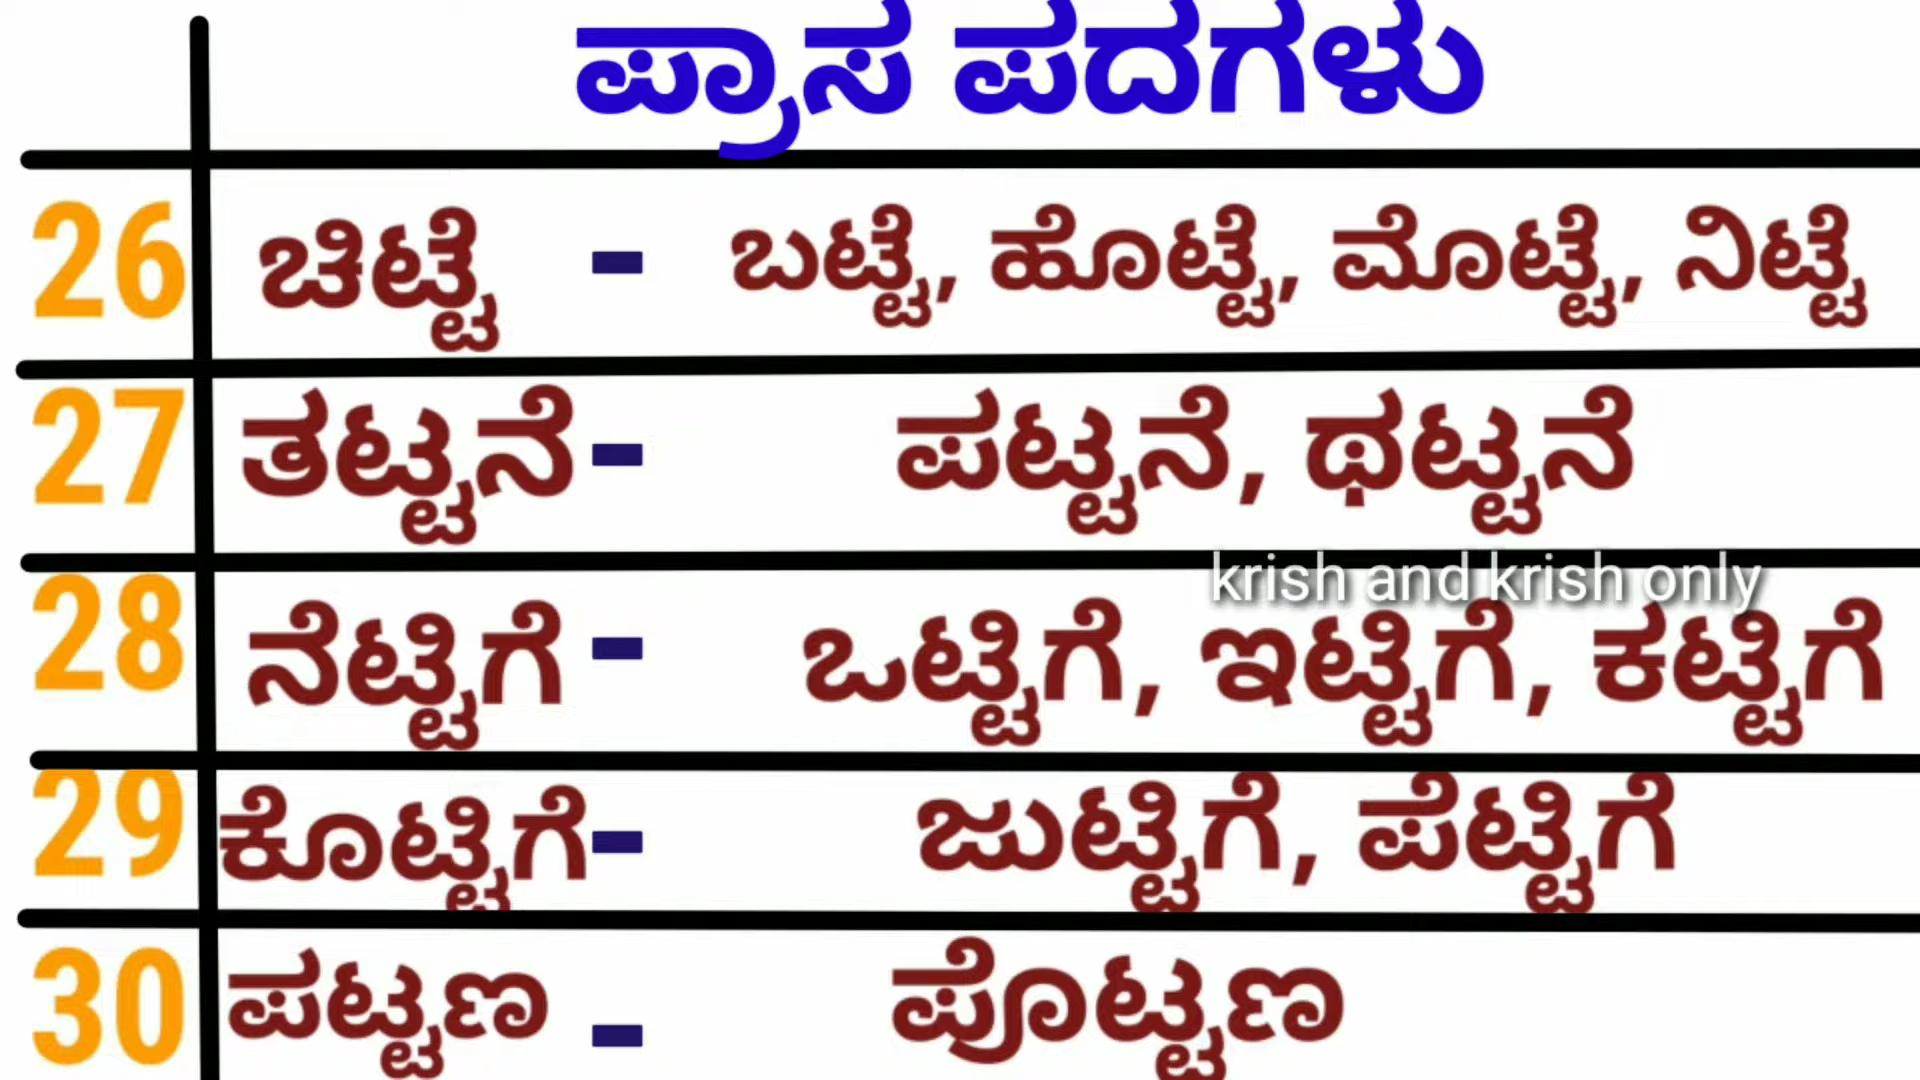 ಪ್ರಾಸ ಪದಗಳು
26 ಚಿಟ್ಟೆ - ಬಟ್ಟೆ, ಹೊಟ್ಟೆ, ಮೊಟ್ಟೆ, ನಿಟ್ಟೆ
27 ತಟ್ಟನೆ - ಪಟ್ಟನೆ, ಥಟ್ಟನೆ
krish and krish only
28 ನೆಟ್ಟಿಗೆ - ಒಟ್ಟಿಗೆ, ಇಟ್ಟಿಗೆ, ಕಟ್ಟಿಗೆ
29 ಕೊಟ್ಟಿಗೆ - ಜುಟ್ಟಿಗೆ, ಪೆಟ್ಟಿಗೆ
30 ಪಟ್ಟಣ - ಪೊಟ್ಟಣ